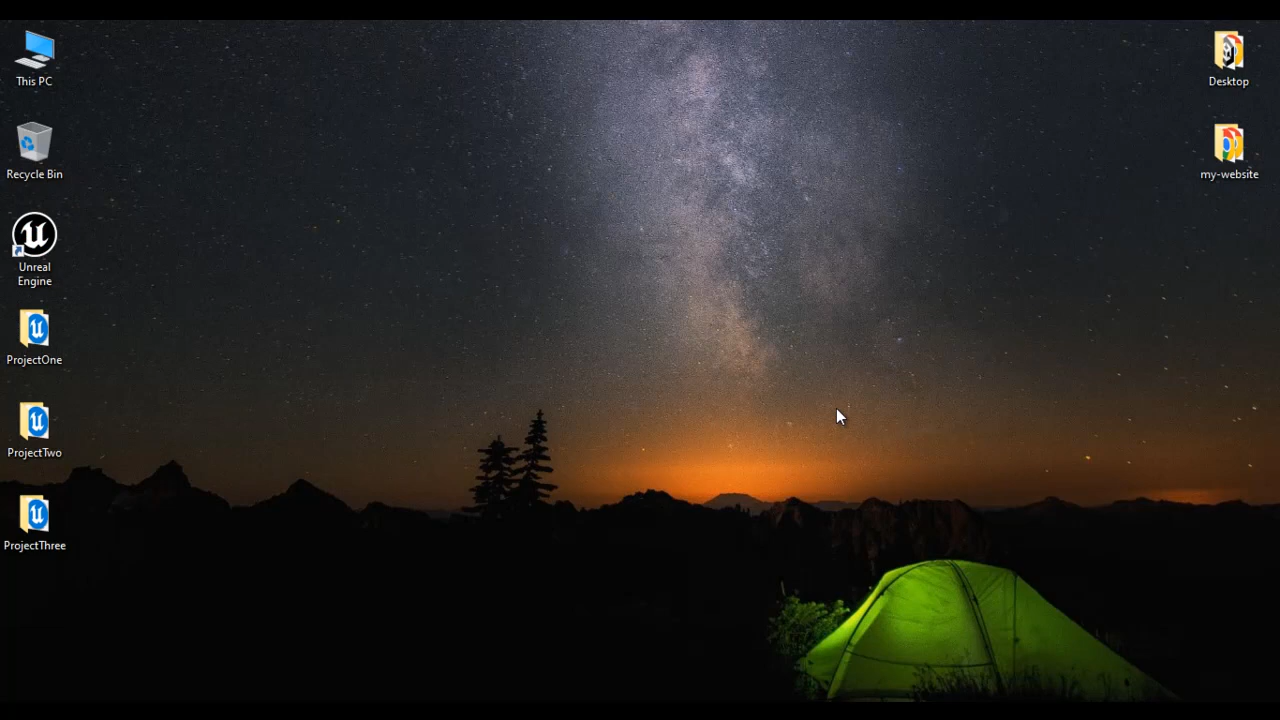 This PC
Recycle Bin
Unreal
Engine
ProjectOne
ProjectTwo
ProjectThree
Desktop
my-website